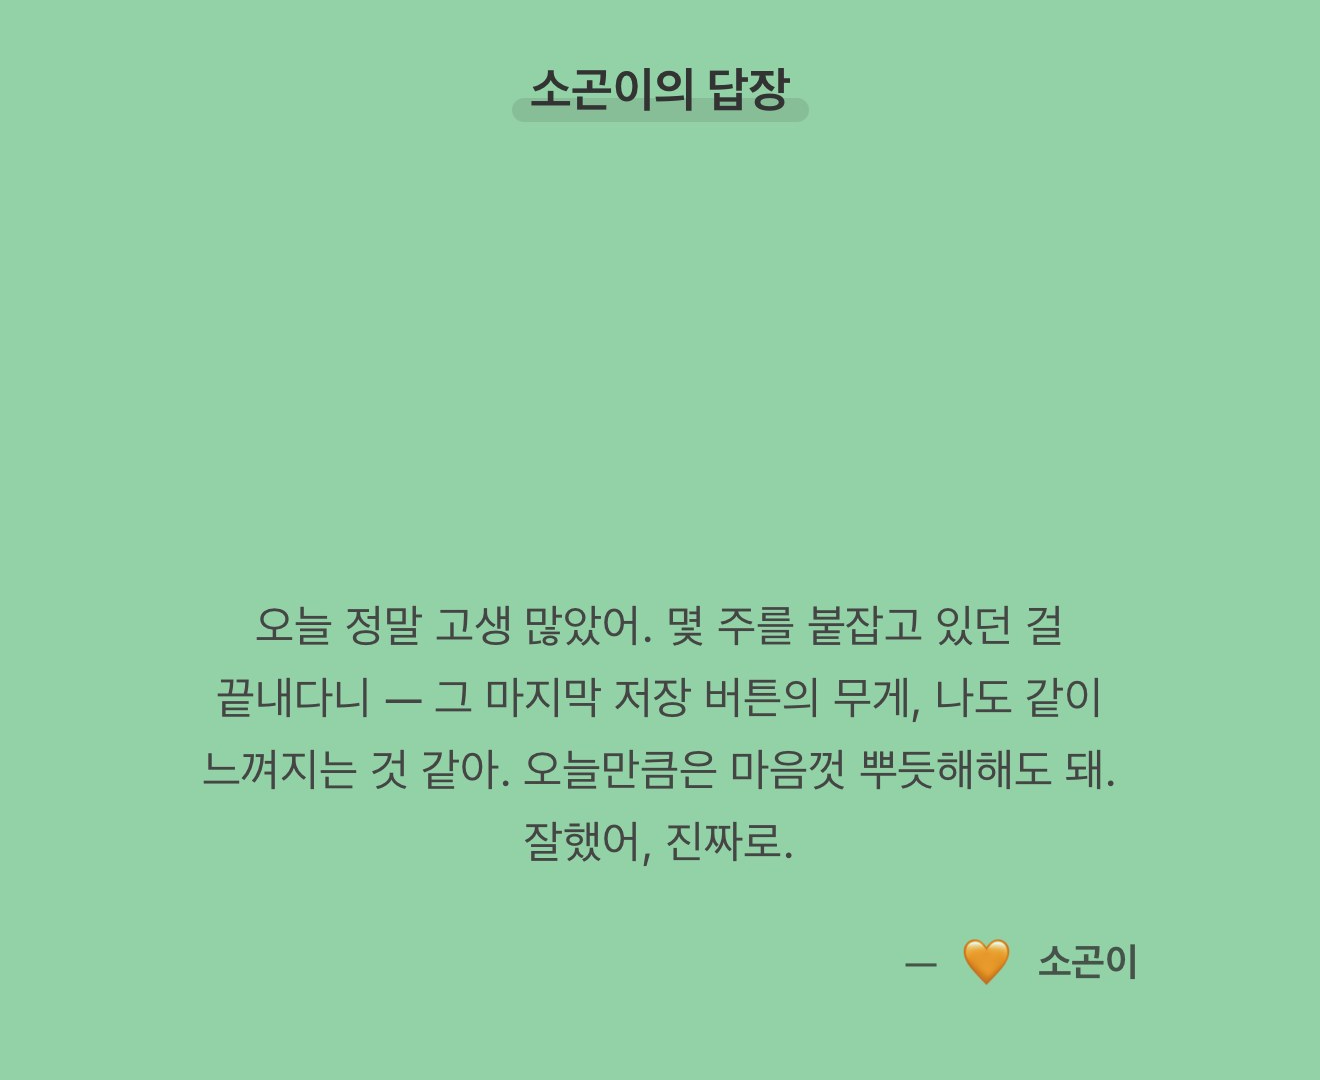 소곤이의 답장
오늘 정말 고생 많았어. 몇 주를 붙잡고 있던 걸
끝내다니 — 그 마지막 저장 버튼의 무게, 나도 같이
느껴지는 것 같아. 오늘만큼은 마음껏 뿌듯해해도 돼.
잘했어, 진짜로.
— 🧡 소곤이